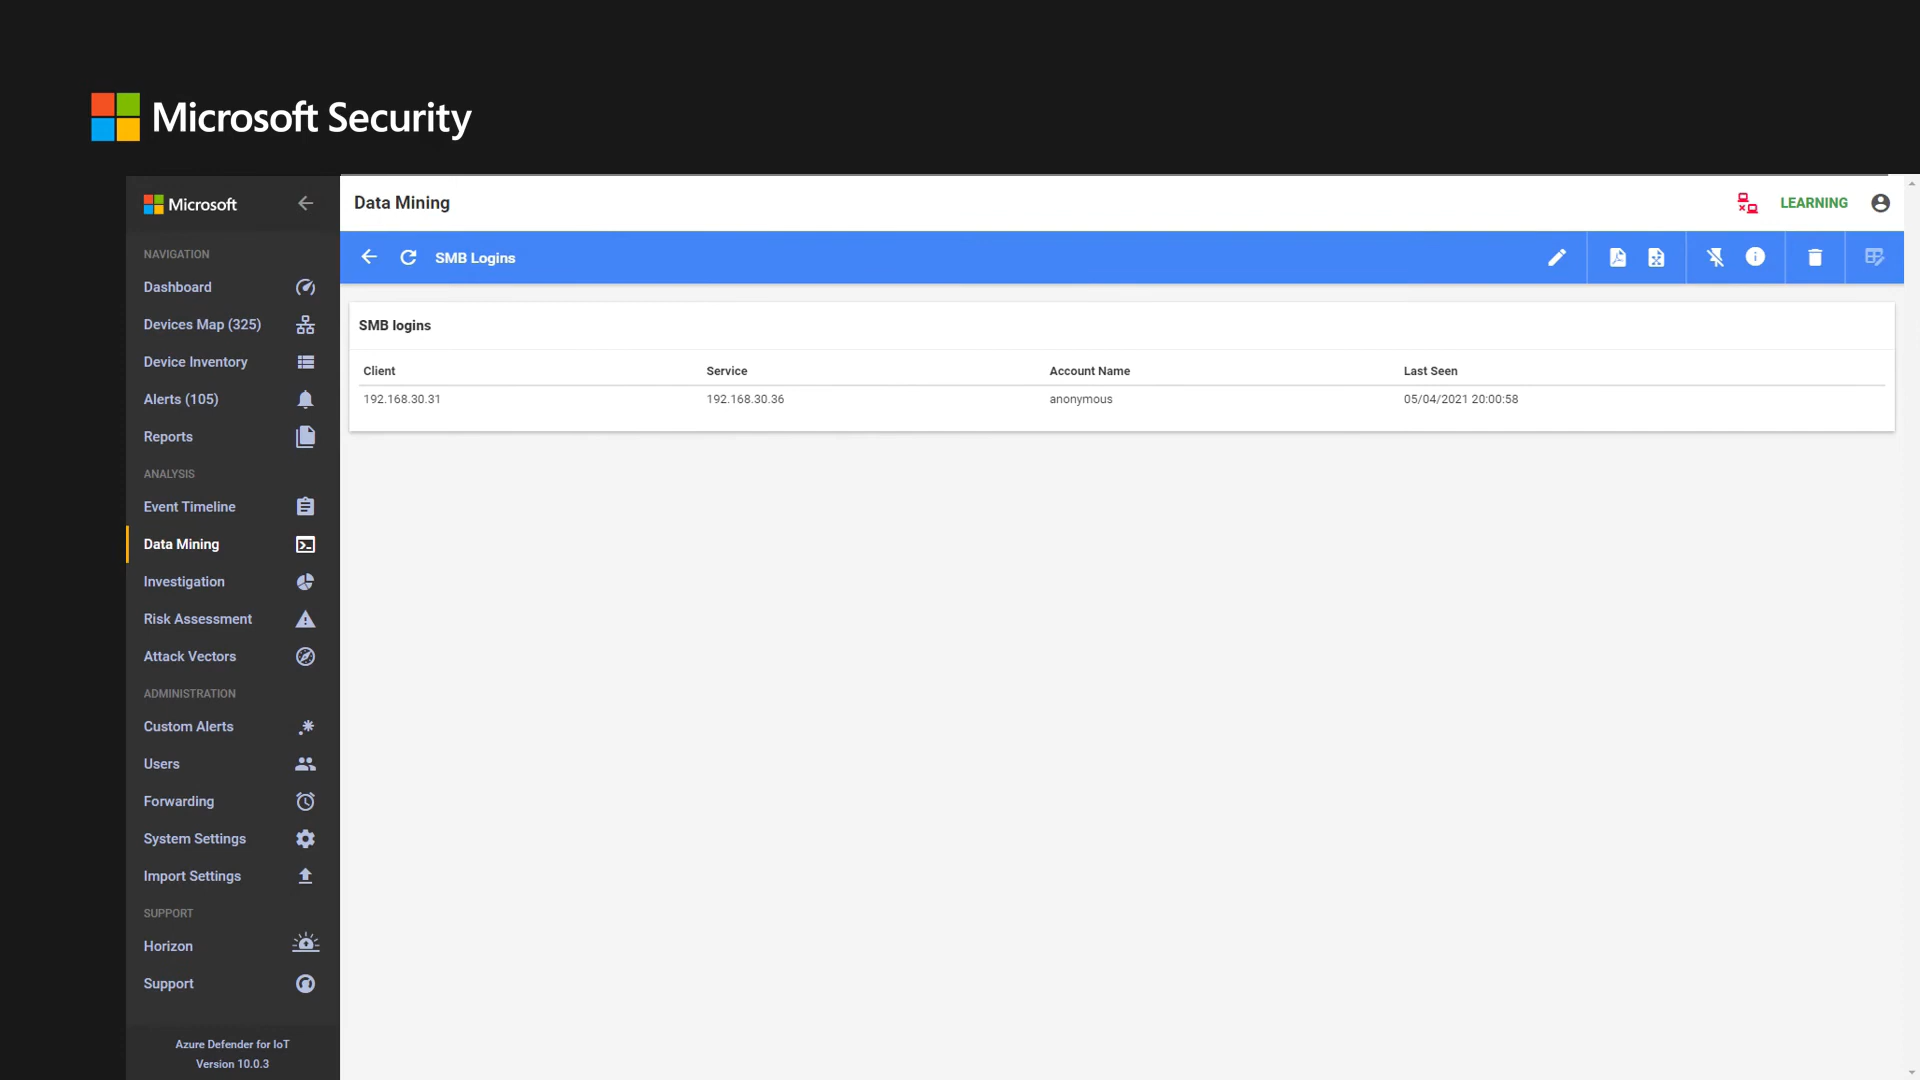 Microsoft Security
Microsoft
Data Mining
LEARNING
SMB Logins
NAVIGATION
Dashboard
Devices Map (325)
Device Inventory
Alerts (105)
Reports
ANALYSIS
Event Timeline
Data Mining
Investigation
Risk Assessment
Attack Vectors
ADMINISTRATION
Custom Alerts
Users
Forwarding
System Settings
Import Settings
SUPPORT
Horizon
Support
Azure Defender for IoT
Version 10.0.3
SMB logins
Client Service Account Name Last Seen
192.168.30.31 192.168.30.36 anonymous 05/04/2021 20:00:58